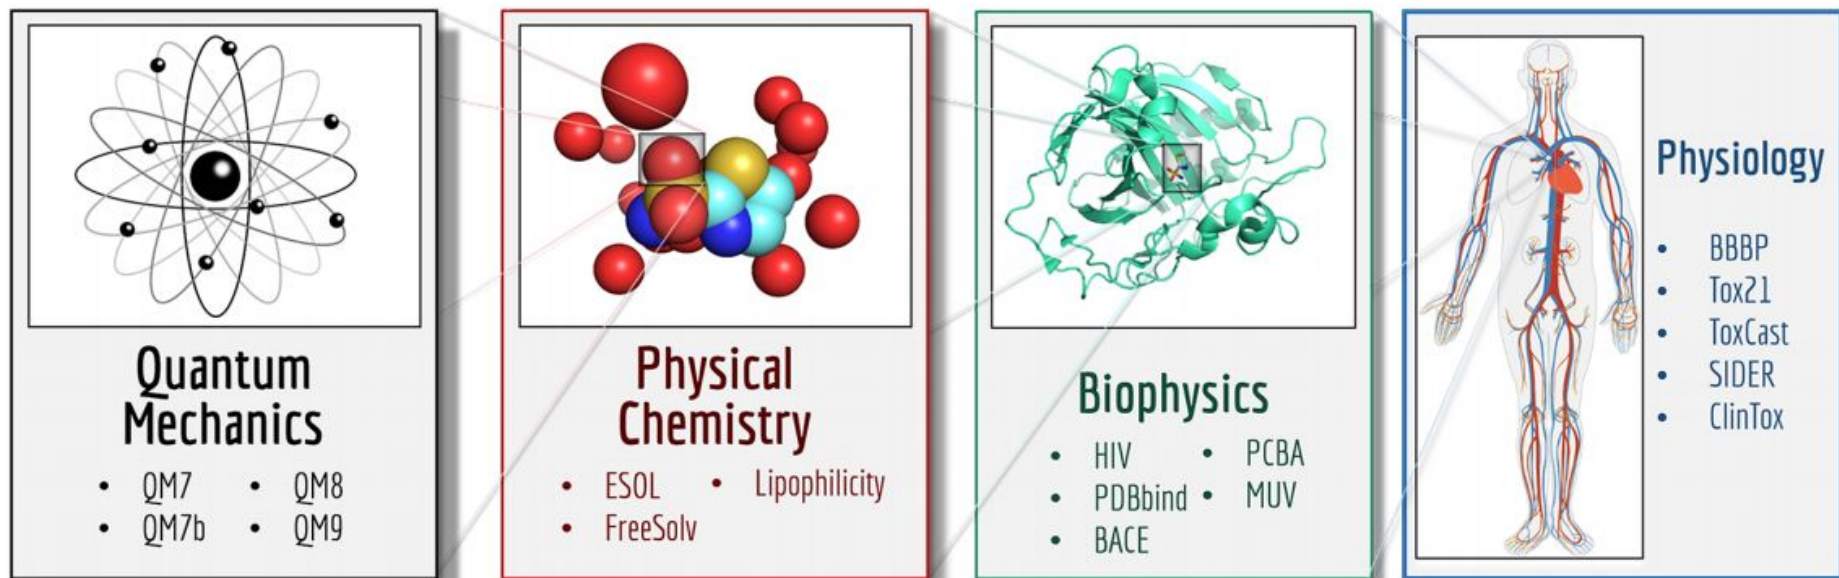 Quantum
Mechanics
• QM7 • QM8
• QM7b • QM9
Physical
Chemistry
• ESOL • Lipophilicity
• FreeSolv
Biophysics
• HIV • PCBA
• PDBbind • MUV
• BACE
Physiology
• BBBP
• Tox21
• ToxCast
• SIDER
• ClinTox